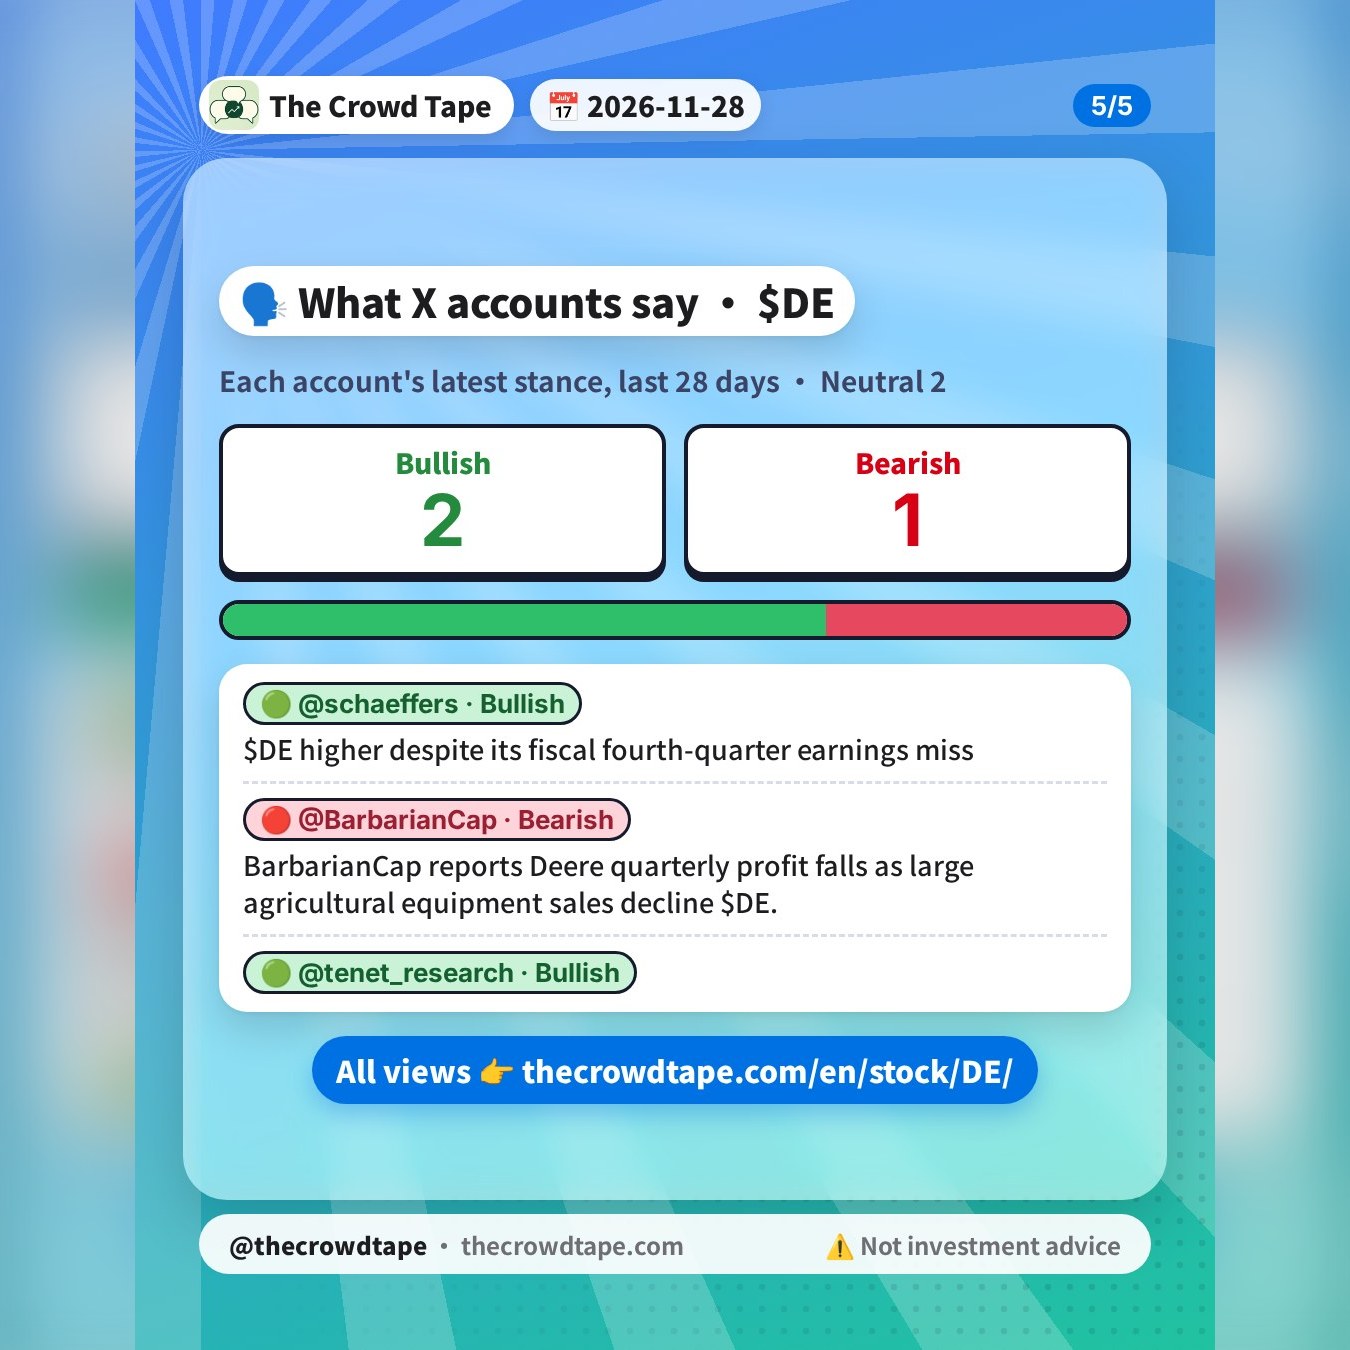 The Crowd Tape
📅 2026-11-28
5/5
🗣️ What X accounts say • $DE
Each account's latest stance, last 28 days • Neutral 2
Bullish
2
Bearish
1
🟢 @schaeffers · Bullish
$DE higher despite its fiscal fourth-quarter earnings miss
🔴 @BarbarianCap · Bearish
BarbarianCap reports Deere quarterly profit falls as large
agricultural equipment sales decline $DE.
🟢 @tenet_research · Bullish
All views 👉 thecrowdtape.com/en/stock/DE/
@thecrowdtape • thecrowdtape.com
⚠️ Not investment advice